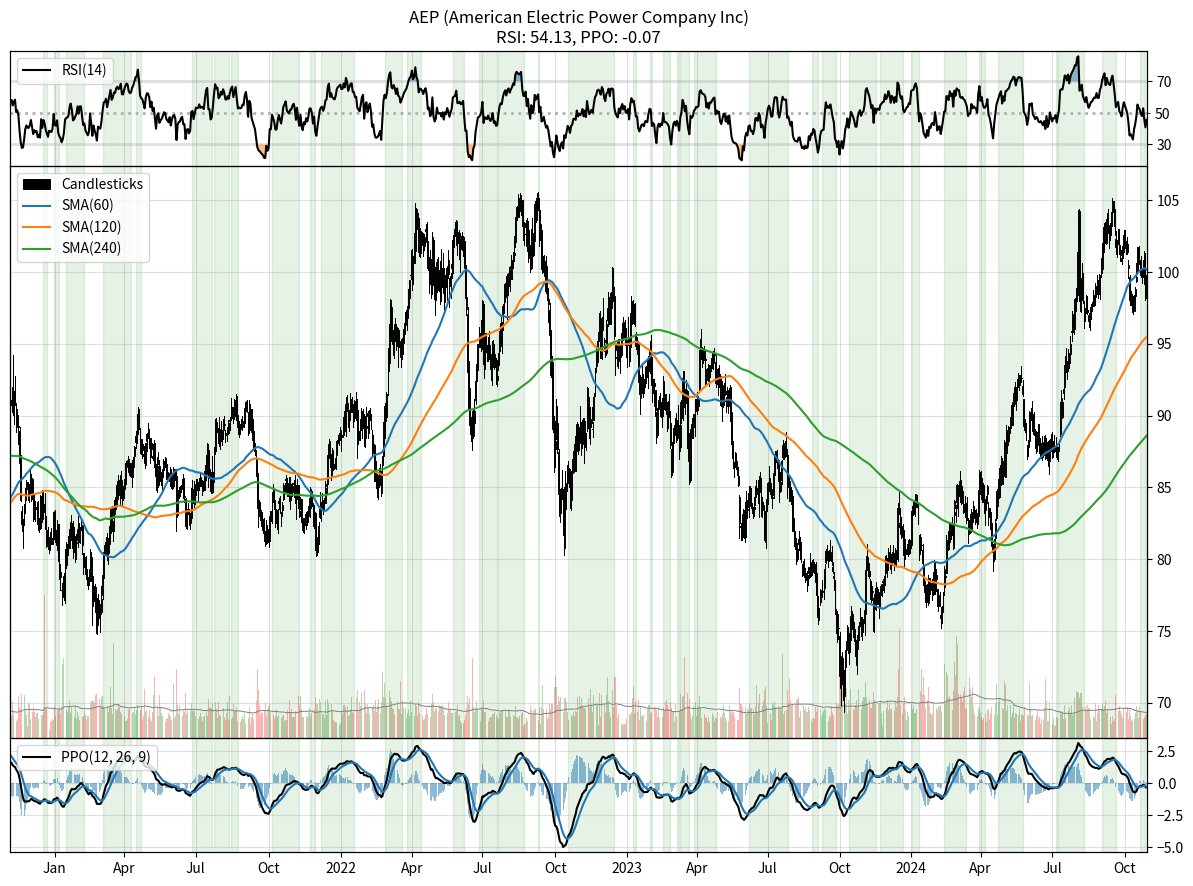 AEP (American Electric Power Company Inc)
RSI: 54.13, PPO: -0.07
RSI(14)
70
50
30
Candlesticks
SMA(60)
SMA(120)
SMA(240)
105
100
95
90
85
80
75
70
PPO(12, 26, 9)
2.5
0.0
−2.5
−5.0
Jan Apr Jul Oct 2022 Apr Jul Oct 2023 Apr Jul Oct 2024 Apr Jul Oct